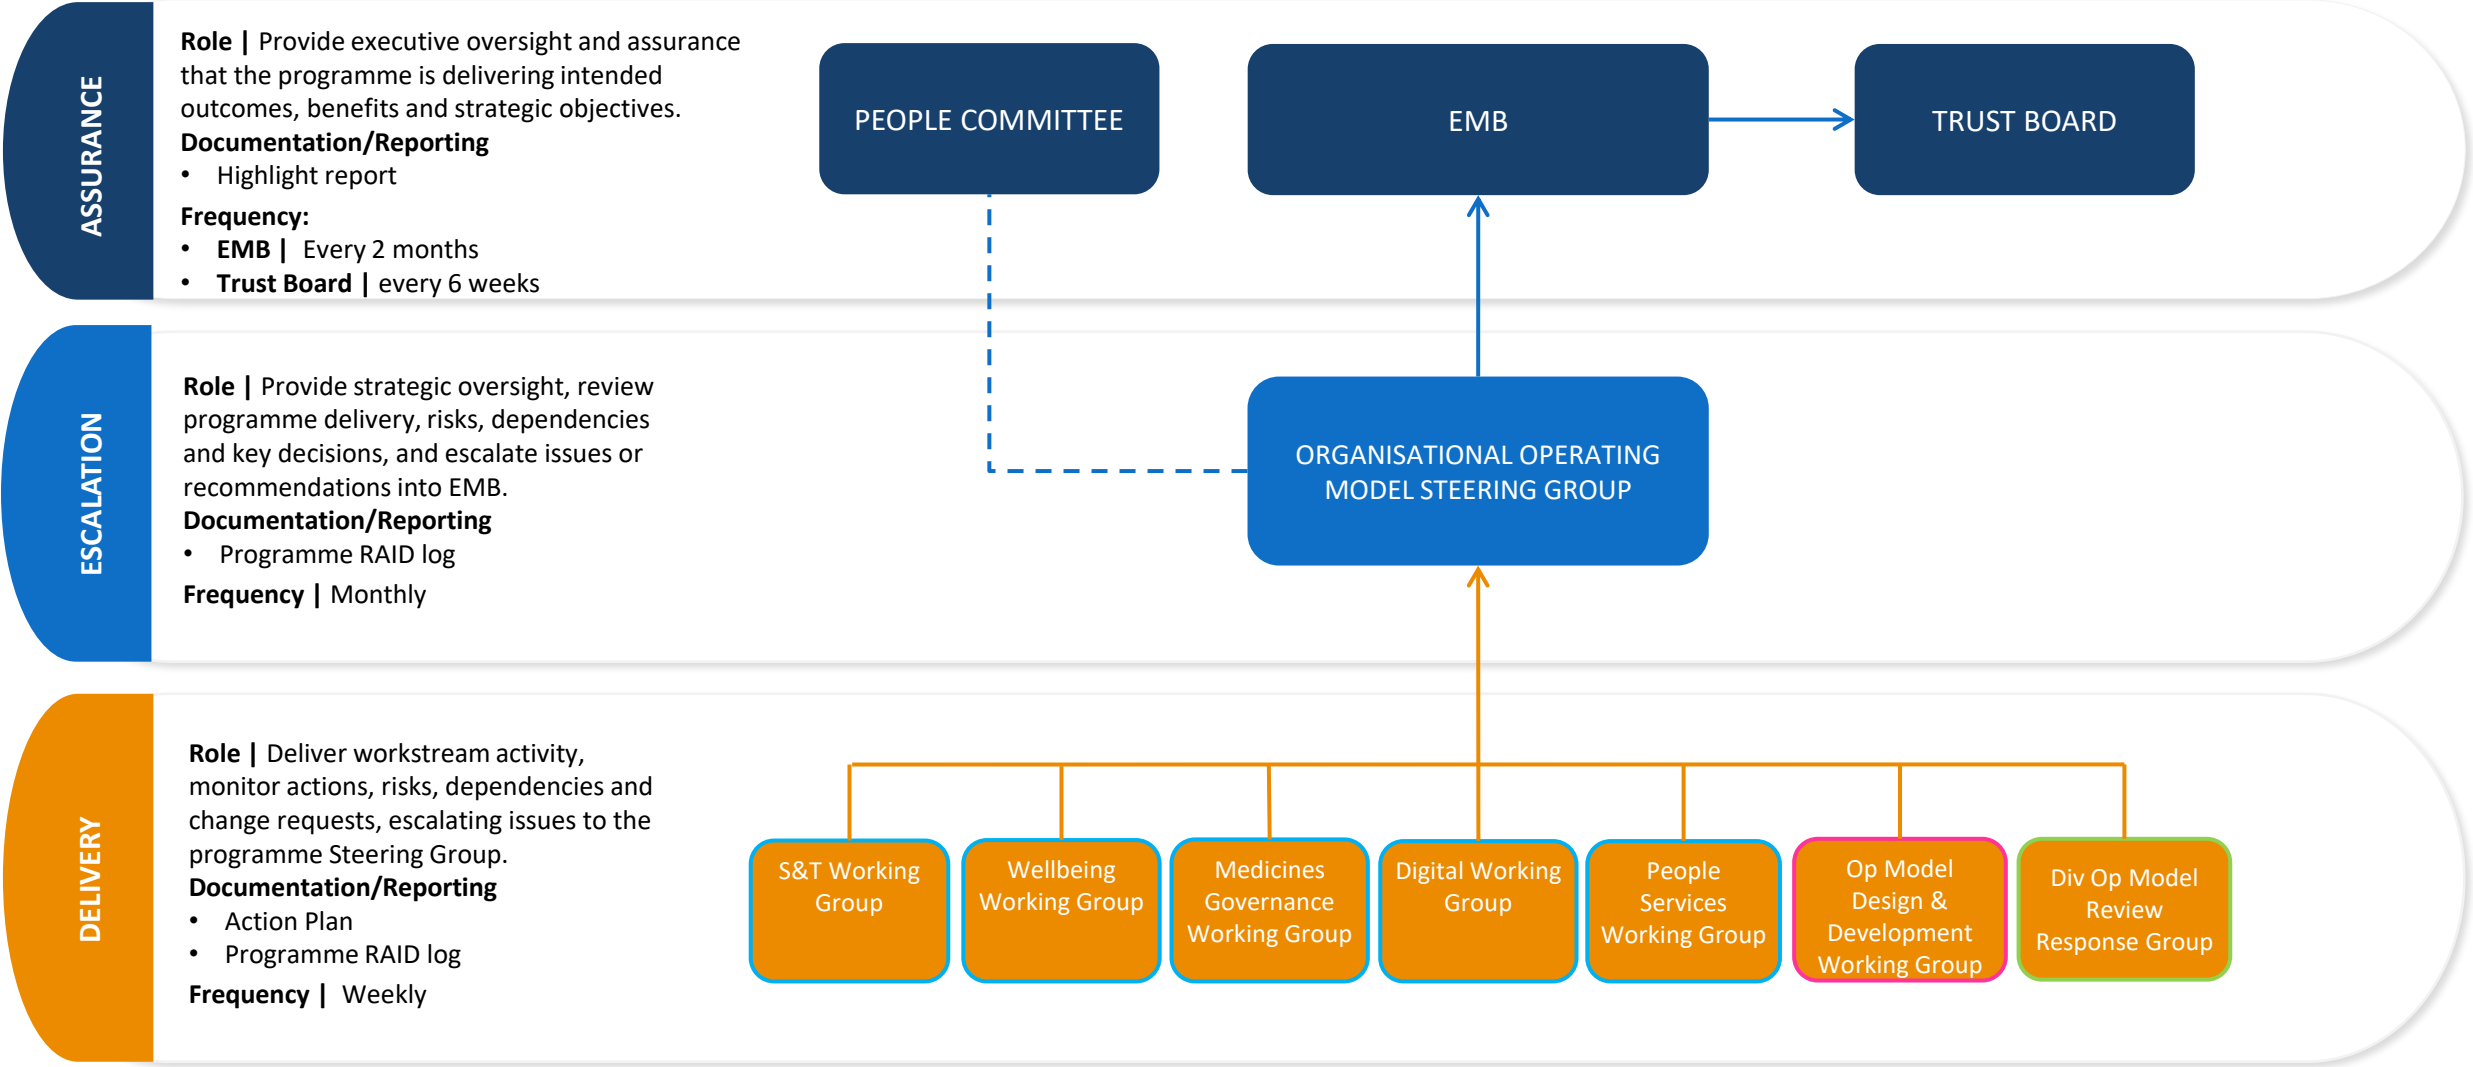 ASSURANCE
Role | Provide executive oversight and assurance
that the programme is delivering intended
outcomes, benefits and strategic objectives.
Documentation/Reporting
• Highlight report
Frequency:
• EMB | Every 2 months
• Trust Board | every 6 weeks
PEOPLE COMMITTEE
EMB
TRUST BOARD
ESCALATION
Role | Provide strategic oversight, review
programme delivery, risks, dependencies
and key decisions, and escalate issues or
recommendations into EMB.
Documentation/Reporting
• Programme RAID log
Frequency | Monthly
ORGANISATIONAL OPERATING
MODEL STEERING GROUP
DELIVERY
Role | Deliver workstream activity,
monitor actions, risks, dependencies and
change requests, escalating issues to the
programme Steering Group.
Documentation/Reporting
• Action Plan
• Programme RAID log
Frequency | Weekly
S&T Working
Group
Wellbeing
Working Group
Medicines
Governance
Working Group
Digital Working
Group
People
Services
Working Group
Op Model
Design &
Development
Working Group
Div Op Model
Review
Response Group